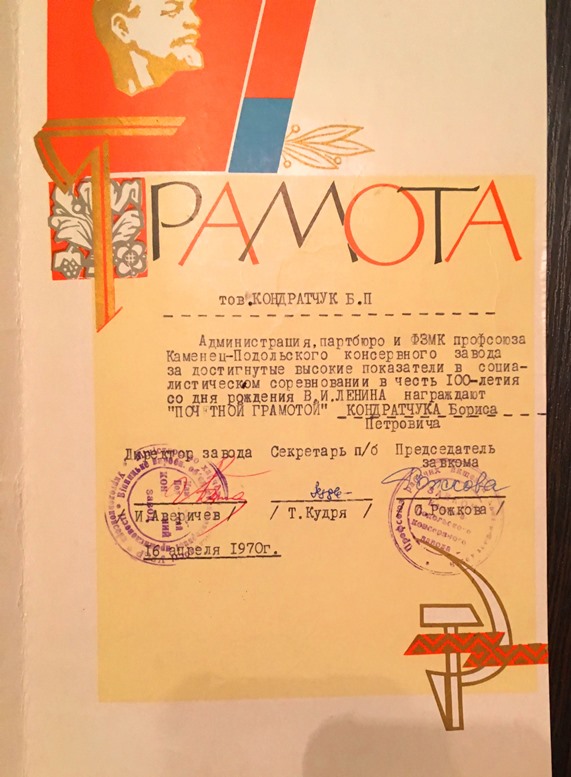 ГРАМОТА
тов.КОНДРАТЧУК Б.П
Администрация, партбюро и ФЗМК профсоюза
Каменец-Подольского консервного завода
за достигнутые высокие показатели в социа-
листическом соревновании в честь 100-летия
со дня рождения В.И.ЛЕНИНА награждают
"ПОЧЕТНОЙ ГРАМОТОЙ" КОНДРАТЧУКА Бориса
Петровича
Директор завода Секретарь п/б Председатель
завкома
/И.Аверичев/ /Т.Кудря/ /С.Рожкова/
16 апреля 1970г.